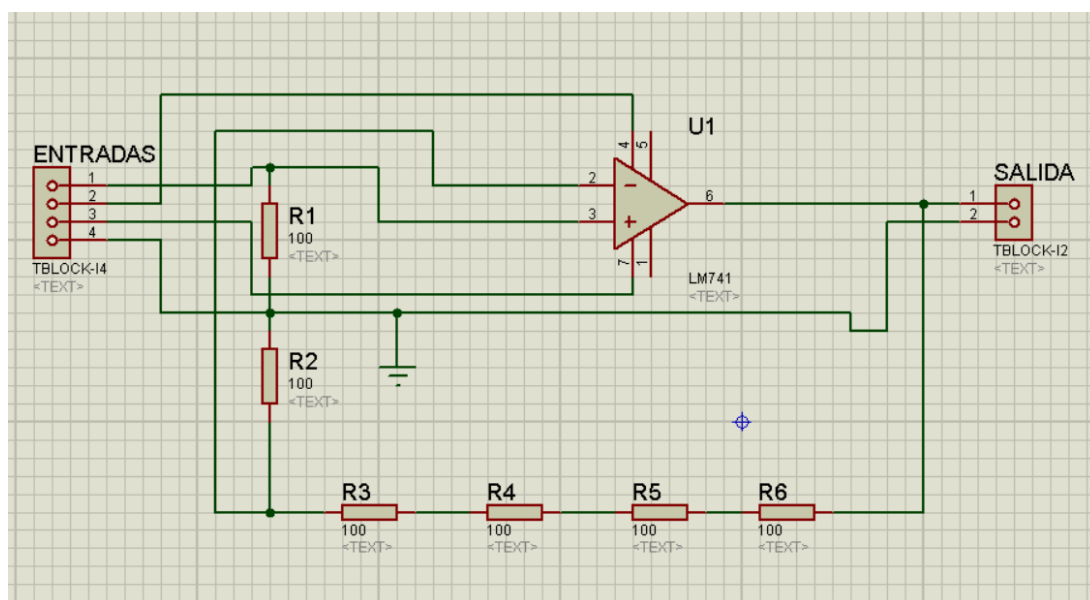 U1
4
5
ENTRADAS
1
2
3
4
TBLOCK-I4
<TEXT>
R1
100
<TEXT>
2
3
6
7
1
LM741
<TEXT>
SALIDA
1
2
TBLOCK-I2
<TEXT>
R2
100
<TEXT>
R3
100
<TEXT>
R4
100
<TEXT>
R5
100
<TEXT>
R6
100
<TEXT>